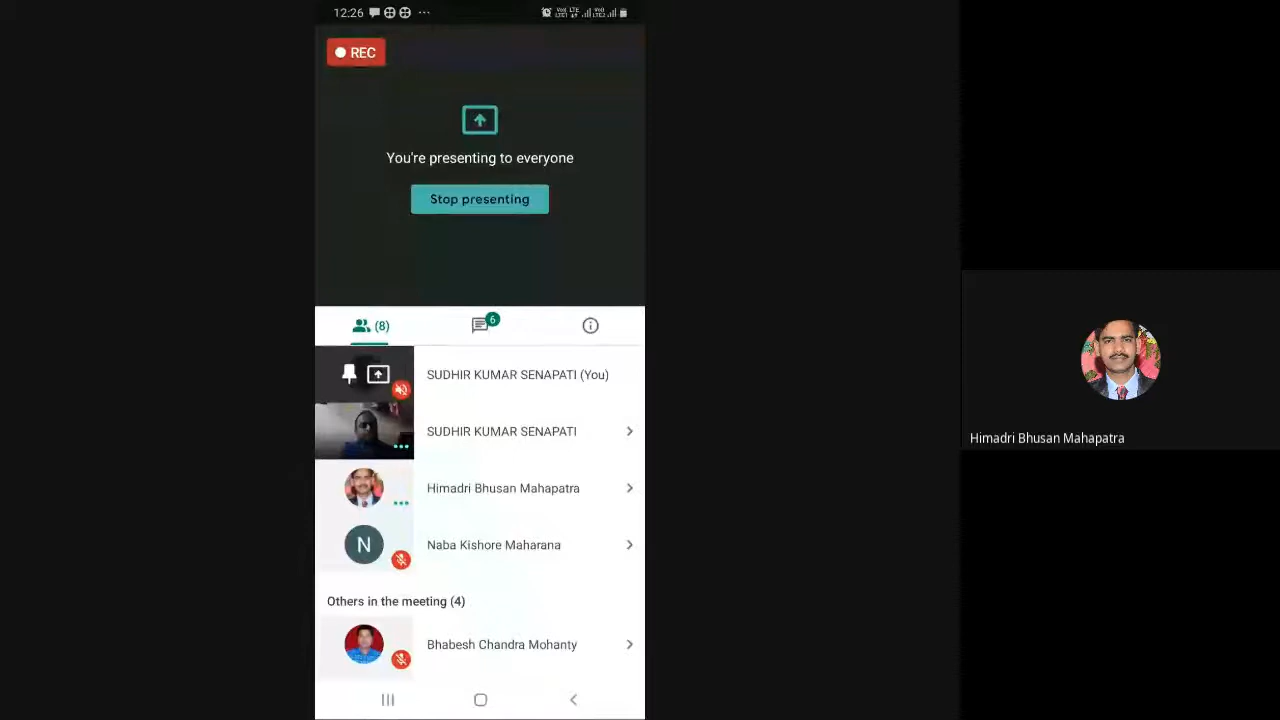 12:26
REC
You're presenting to everyone
Stop presenting
(8)
6
SUDHIR KUMAR SENAPATI (You)
SUDHIR KUMAR SENAPATI
Himadri Bhusan Mahapatra
N
Naba Kishore Maharana
Others in the meeting (4)
Bhabesh Chandra Mohanty
Himadri Bhusan Mahapatra